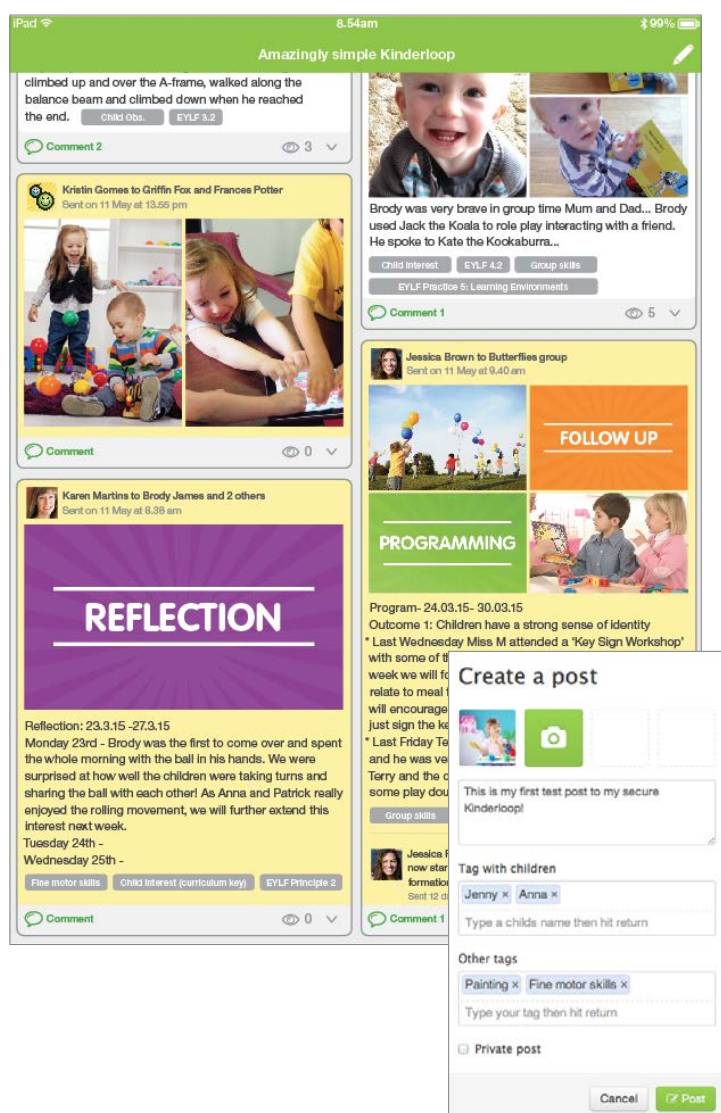 iPad
8.54am
99%
Amazingly simple Kinderloop
climbed up and over the A-frame, walked along the
balance beam and climbed down when he reached
the end. Child Obs. EYLF 3.2
Comment 2
3
Kristin Gomes to Griffin Fox and Frances Potter
Sent on 11 May at 13.55 pm
Comment
0
Karen Martins to Brody James and 2 others
Sent on 11 May at 8.38 am
REFLECTION
Reflection: 23.3.15 -27.3.15
Monday 23rd - Brody was the first to come over and spent
the whole morning with the ball in his hands. We were
surprised at how well the children were taking turns and
sharing the ball with each other! As Anna and Patrick really
enjoyed the rolling movement, we will further extend this
interest next week.
Tuesday 24th -
Wednesday 25th -
Fine motor skills Child interest (curriculum key) EYLF Principle 2
Comment
0
Brody was very brave in group time Mum and Dad... Brody
used Jack the Koala to role play interacting with a friend.
He spoke to Kate the Kookaburra...
Child Interest EYLF 4.2 Group skills
EYLF Practice 5: Learning Environments
Comment 1
5
Jessica Brown to Butterflies group
Sent on 11 May at 9.40 am
FOLLOW UP
PROGRAMMING
Program- 24.03.15- 30.03.15
Outcome 1: Children have a strong sense of identity
* Last Wednesday Miss M attended a 'Key Sign Workshop'
with some of
week we will
relate to meal
will encourage
just sign the
* Last Friday
and he was
Terry and the
some play
Group skills
Jessica
now
formation
Sent 12
Comment 1
Create a post
This is my first test post to my secure
Kinderloop!
Tag with children
Jenny × Anna ×
Type a childs name then hit return
Other tags
Painting × Fine motor skills ×
Type your tag then hit return
Private post
Cancel Post